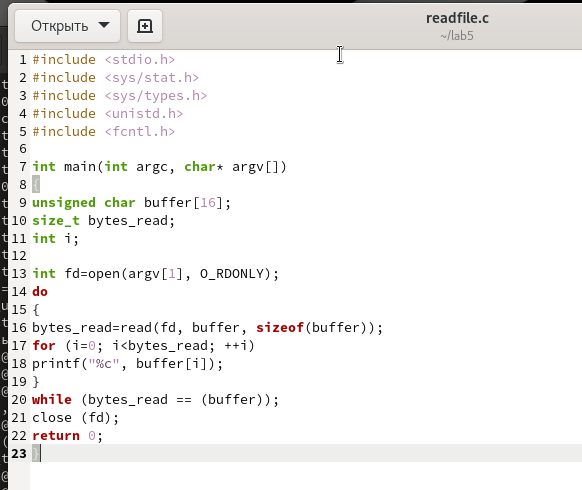 Открыть
readfile.c
~/lab5
1 #include <stdio.h>
2 #include <sys/stat.h>
3 #include <sys/types.h>
4 #include <unistd.h>
5 #include <fcntl.h>
6
7 int main(int argc, char* argv[])
8 {
9 unsigned char buffer[16];
10 size_t bytes_read;
11 int i;
12
13 int fd=open(argv[1], O_RDONLY);
14 do
15 {
16 bytes_read=read(fd, buffer, sizeof(buffer));
17 for (i=0; i<bytes_read; ++i)
18 printf("%c", buffer[i]);
19 }
20 while (bytes_read == (buffer));
21 close (fd);
22 return 0;
23 }